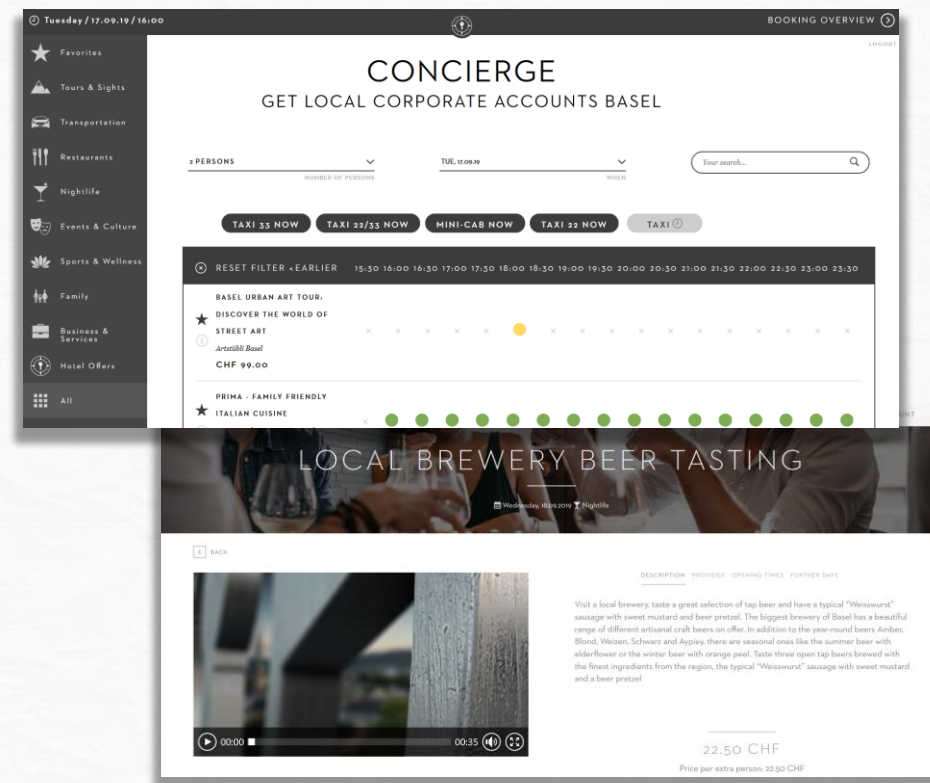 Tuesday / 17.09.19 / 16:00
BOOKING OVERVIEW
LOGOUT
Favorites
Tours & Sights
Transportation
Restaurants
Nightlife
Events & Culture
Sports & Wellness
Family
Business &
Services
Hotel Offers
All
CONCIERGE
GET LOCAL CORPORATE ACCOUNTS BASEL
2 PERSONS
NUMBER OF PERSONS
TUE, 17.09.19
WHEN
Your search...
TAXI 33 NOW TAXI 22/33 NOW MINI-CAB NOW TAXI 22 NOW TAXI
RESET FILTER <EARLIER 15:30 16:00 16:30 17:00 17:30 18:00 18:30 19:00 19:30 20:00 20:30 21:00 21:30 22:00 22:30 23:00 23:30
BASEL URBAN ART TOUR:
DISCOVER THE WORLD OF
STREET ART
Artstübli Basel
CHF 99.00
PRIMA - FAMILY FRIENDLY
ITALIAN CUISINE
LOCAL BREWERY BEER TASTING
Wednesday, 18.09.2019 Nightlife
BACK
DESCRIPTION PROVIDER OPENING TIMES FURTHER DAYS
Visit a local brewery, taste a great selection of tap beer and have a typical "Weisswurst"
sausage with sweet mustard and beer pretzel. The biggest brewery of Basel has a beautiful
range of different artisanal craft beers on offer. In addition to the year-round beers Amber,
Blond, Weizen, Schwarz and Aypiey, there are seasonal ones like the summer beer with
elderflower or the winter beer with orange peel. Taste three open tap beers brewed with
the finest ingredients from the region, the typical "Weisswurst" sausage with sweet mustard
and a beer pretzel
00:00 00:35
22.50 CHF
Price per extra person: 22.50 CHF